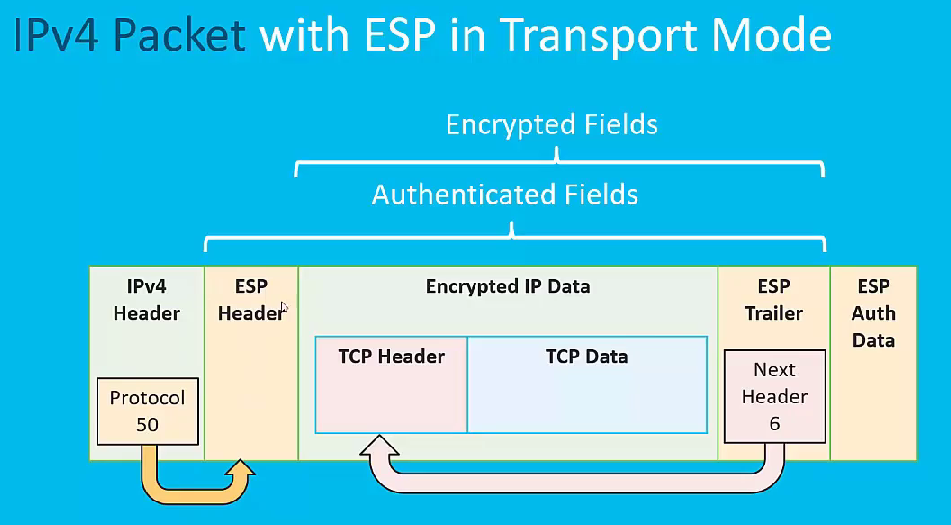 IPv4 Packet with ESP in Transport Mode
Encrypted Fields
Authenticated Fields
IPv4
Header
Protocol
50
ESP
Header
Encrypted IP Data
TCP Header
TCP Data
ESP
Trailer
Next
Header
6
ESP
Auth
Data